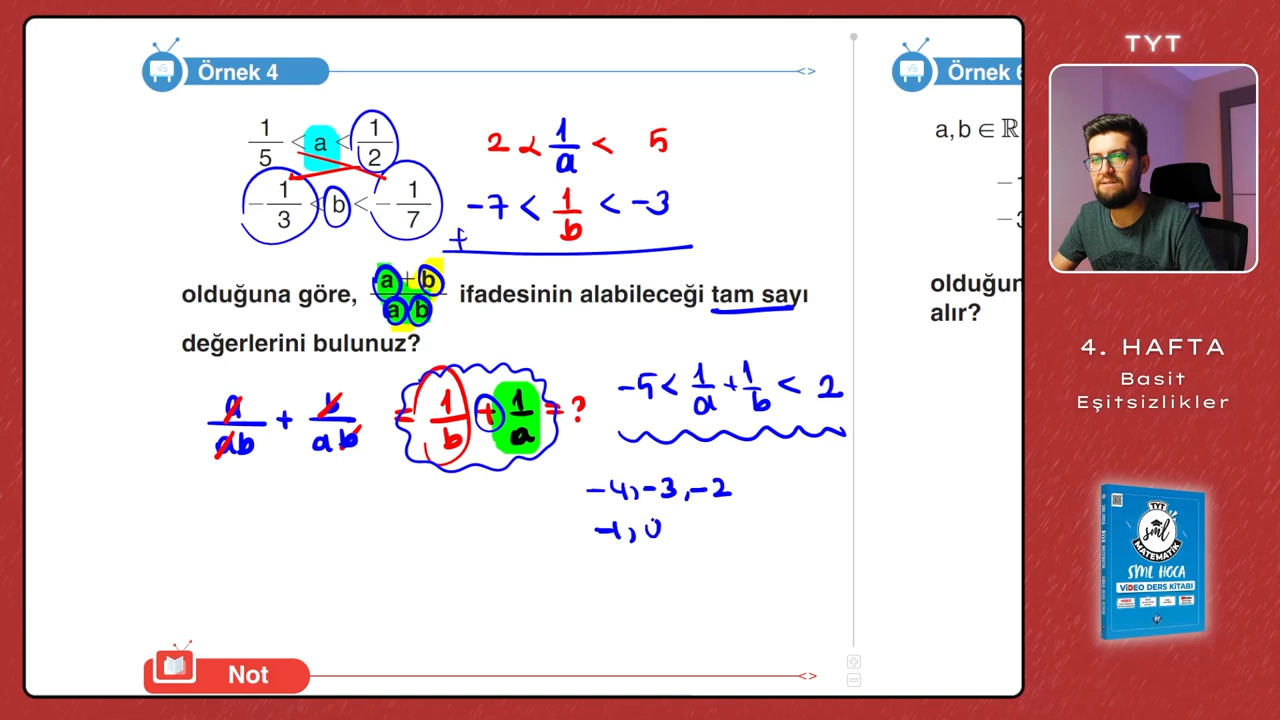 Örnek 4
1/5 < a < 1/2
2 < 1/a < 5
-1/3 < b < -1/7
-7 < 1/b < -3
+
olduğuna göre, a + b / a b ifadesinin alabileceği tam sayı
değerlerini bulunuz?
a/ab + b/ab = 1/b + 1/a = ?
-5 < 1/a + 1/b < 2
-4, -3, -2
-1, 0
Not
Örnek
a, b ∈ ℝ
olduğun
alır?
TYT
4. HAFTA
Basit
Eşitsizlikler
TYT
sml
MATEMATİK
SML HOCA
VİDEO DERS KİTABI